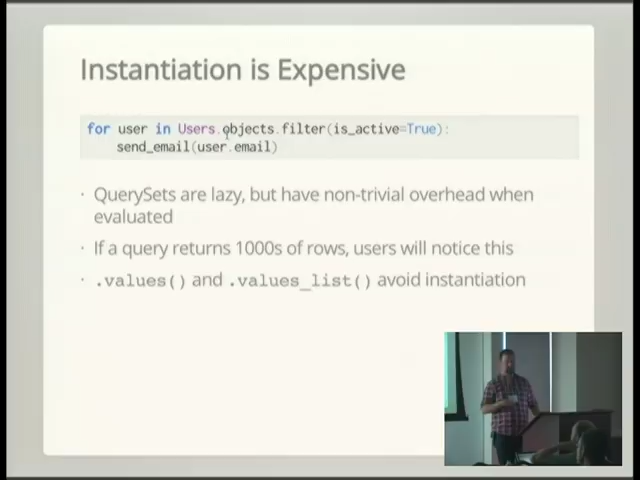 Instantiation is Expensive
for user in Users.objects.filter(is_active=True):
send_email(user.email)
· QuerySets are lazy, but have non-trivial overhead when
evaluated
· If a query returns 1000s of rows, users will notice this
· .values() and .values_list() avoid instantiation